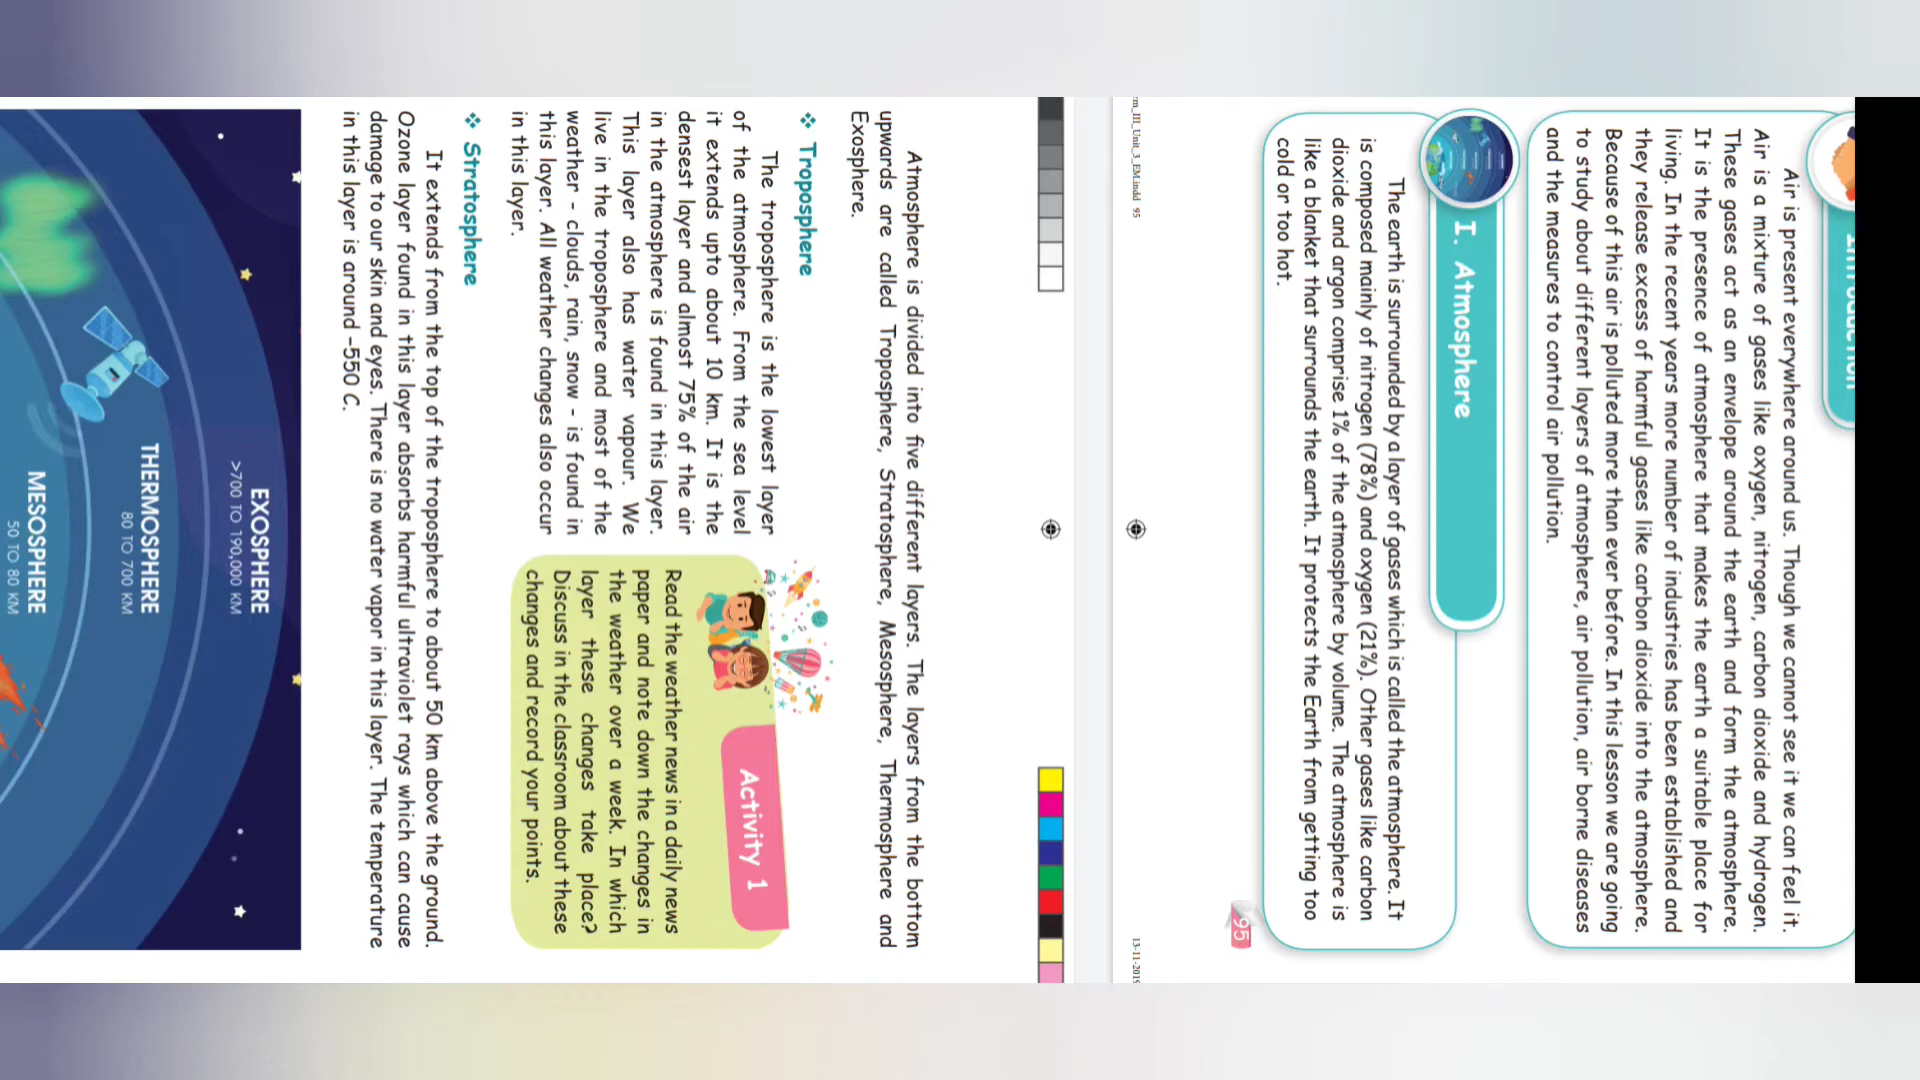 Introduction
Air is present everywhere around us. Though we cannot see it we can feel it.
Air is a mixture of gases like oxygen, nitrogen, carbon dioxide and hydrogen.
These gases act as an envelope around the earth and form the atmosphere.
It is the presence of atmosphere that makes the earth a suitable place for
living. In the recent years more number of industries has been established and
they release excess of harmful gases like carbon dioxide into the atmosphere.
Because of this air is polluted more than ever before. In this lesson we are going
to study about different layers of atmosphere, air pollution, air borne diseases
and the measures to control air pollution.
I. Atmosphere
The earth is surrounded by a layer of gases which is called the atmosphere. It
is composed mainly of nitrogen (78%) and oxygen (21%). Other gases like carbon
dioxide and argon comprise 1% of the atmosphere by volume. The atmosphere is
like a blanket that surrounds the earth. It protects the Earth from getting too
cold or too hot.
95
rm_III_Unit_3_EM.indd 95
13-11-2019
Atmosphere is divided into five different layers. The layers from the bottom
upwards are called Troposphere, Stratosphere, Mesosphere, Thermosphere and
Exosphere.
❖ Troposphere
The troposphere is the lowest layer
of the atmosphere. From the sea level
it extends upto about 10 km. It is the
densest layer and almost 75% of the air
in the atmosphere is found in this layer.
This layer also has water vapour. We
live in the troposphere and most of the
weather - clouds, rain, snow - is found in
this layer. All weather changes also occur
in this layer.
Activity 1
Read the weather news in a daily news
paper and note down the changes in
the weather over a week. In which
layer these changes take place?
Discuss in the classroom about these
changes and record your points.
❖ Stratosphere
It extends from the top of the troposphere to about 50 km above the ground.
Ozone layer found in this layer absorbs harmful ultraviolet rays which can cause
damage to our skin and eyes. There is no water vapor in this layer. The temperature
in this layer is around -550 C.
EXOSPHERE
>700 TO 190,000 KM
THERMOSPHERE
80 TO 700 KM
MESOSPHERE
50 TO 80 KM